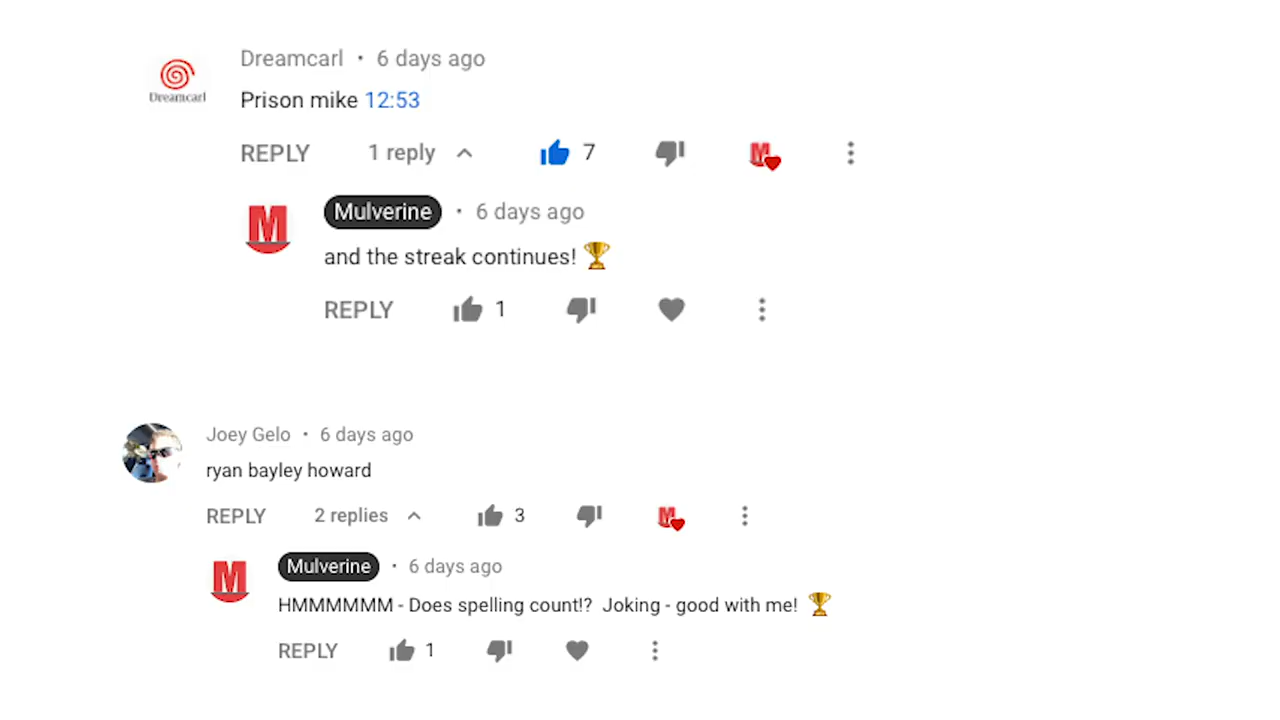 Dreamcarl • 6 days ago
Dreamcarl
Prison mike 12:53
REPLY 1 reply 7 M
M Mulverine • 6 days ago
and the streak continues! 🏆
REPLY 1
Joey Gelo • 6 days ago
ryan bayley howard
REPLY 2 replies 3 M
M Mulverine • 6 days ago
HMMMMMM - Does spelling count!? Joking - good with me! 🏆
REPLY 1